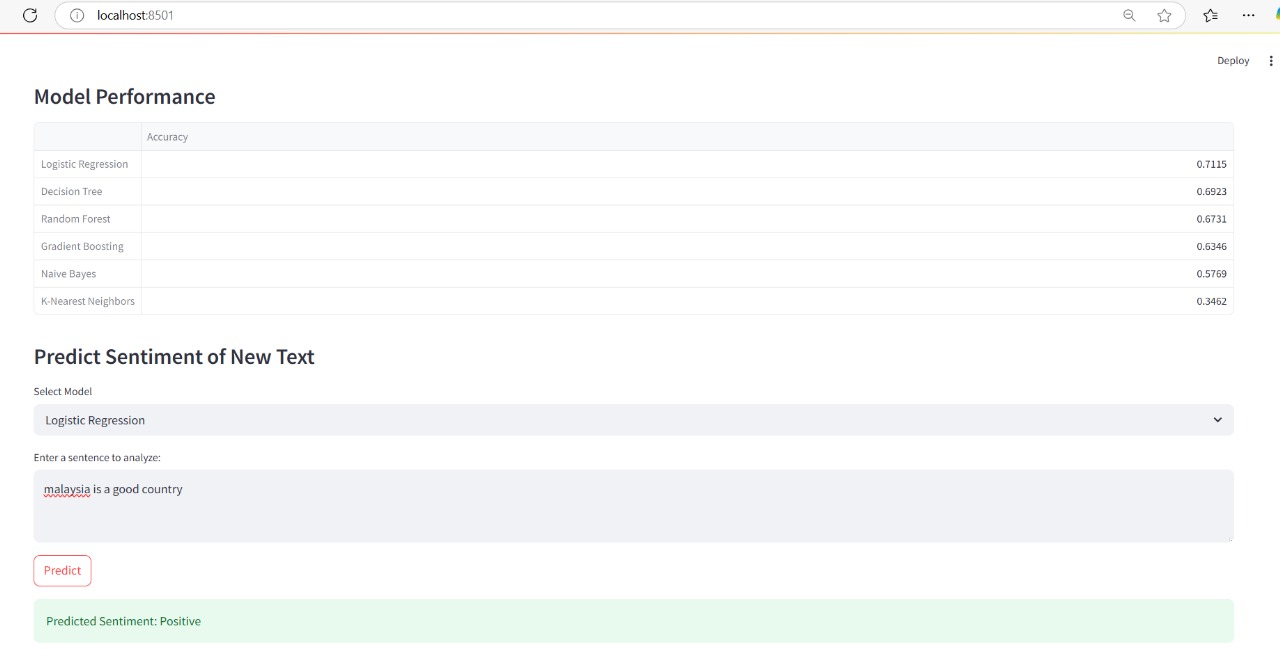 localhost:8501
Deploy
Model Performance
Accuracy
Logistic Regression 0.7115
Decision Tree 0.6923
Random Forest 0.6731
Gradient Boosting 0.6346
Naive Bayes 0.5769
K-Nearest Neighbors 0.3462
Predict Sentiment of New Text
Select Model
Logistic Regression
Enter a sentence to analyze:
malaysia is a good country
Predict
Predicted Sentiment: Positive